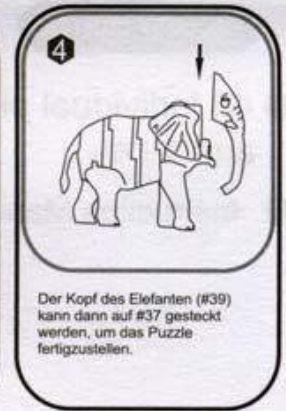 4
Der Kopf des Elefanten (#39)
kann dann auf #37 gesteckt
werden, um das Puzzle
fertigzustellen.